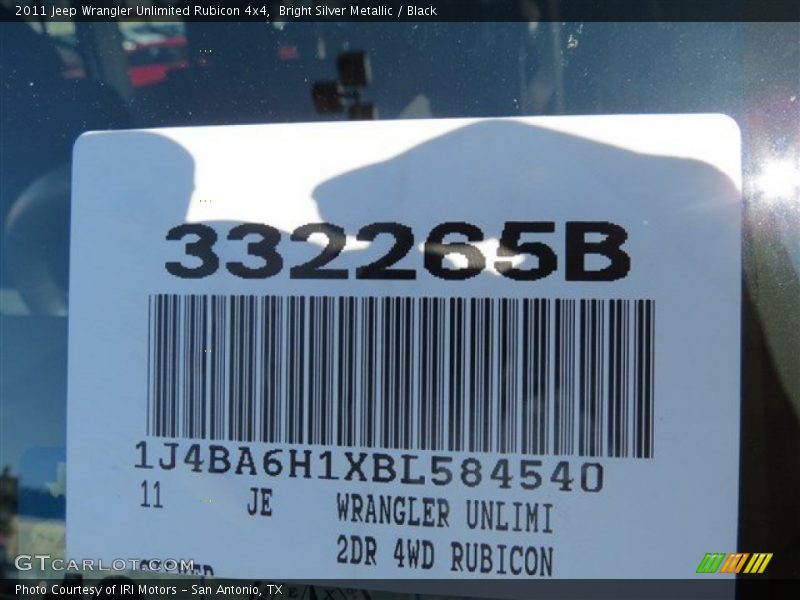 2011 Jeep Wrangler Unlimited Rubicon 4x4, Bright Silver Metallic / Black
332265B
1J4BA6H1XBL584540
11 JE WRANGLER UNLIMI
2DR 4WD RUBICON
GTCARLOT.COM
Photo Courtesy of IRI Motors - San Antonio, TX